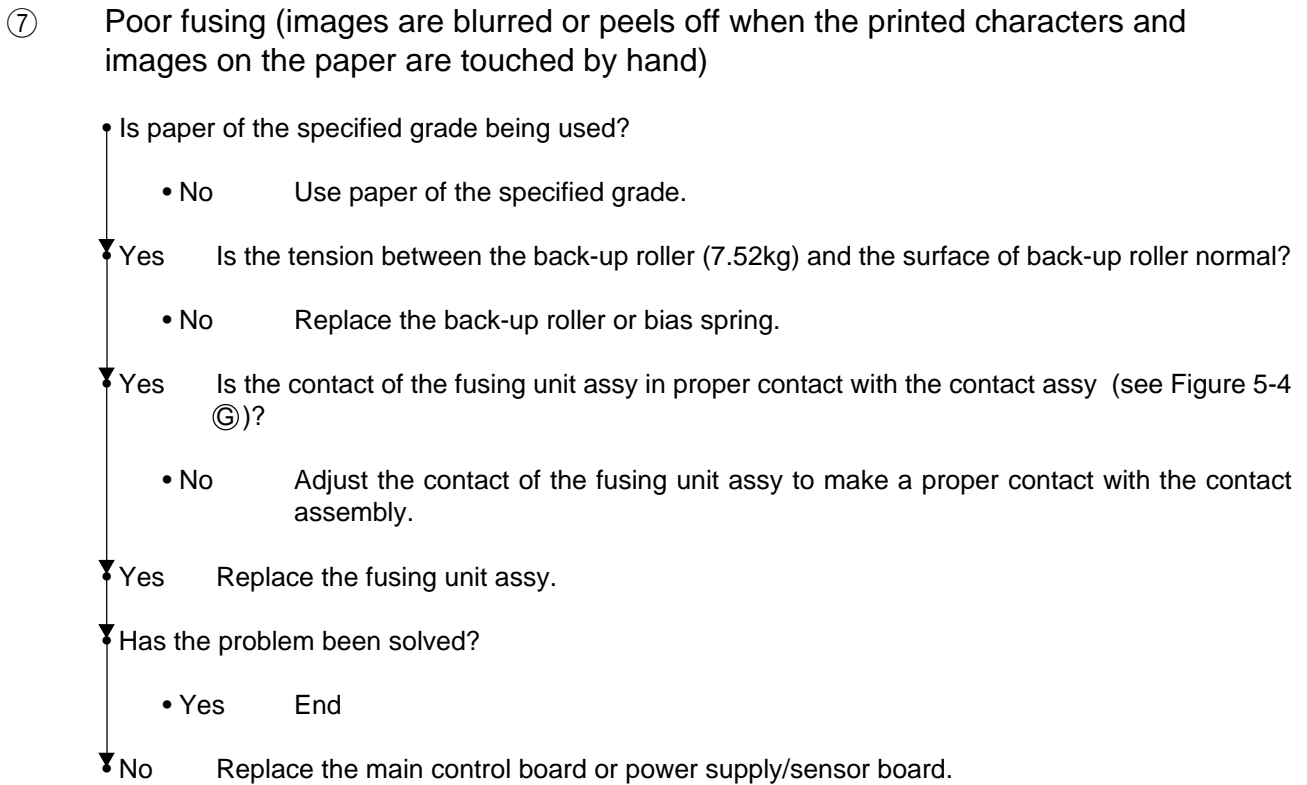 ⑦ Poor fusing (images are blurred or peels off when the printed characters and
images on the paper are touched by hand)
• Is paper of the specified grade being used?
• No Use paper of the specified grade.
• Yes Is the tension between the back-up roller (7.52kg) and the surface of back-up roller normal?
• No Replace the back-up roller or bias spring.
• Yes Is the contact of the fusing unit assy in proper contact with the contact assy (see Figure 5-4
Ⓖ)?
• No Adjust the contact of the fusing unit assy to make a proper contact with the contact
assembly.
• Yes Replace the fusing unit assy.
• Has the problem been solved?
• Yes End
• No Replace the main control board or power supply/sensor board.